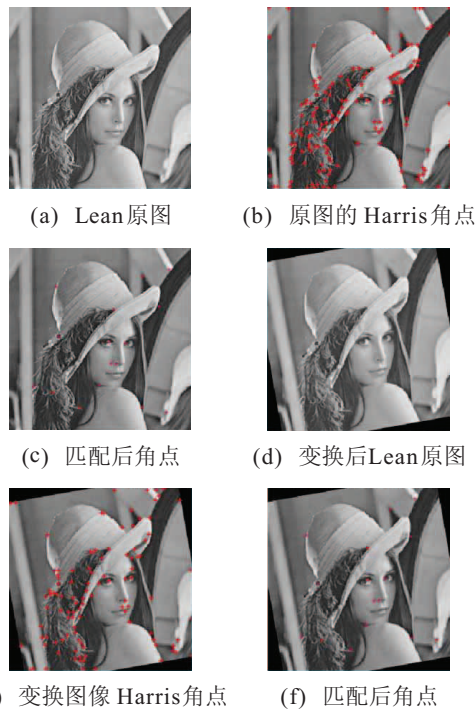 (a) Lean原图
(b) 原图的 Harris角点
(c) 匹配后角点
(d) 变换后Lean原图
) 变换图像 Harris角点
(f) 匹配后角点